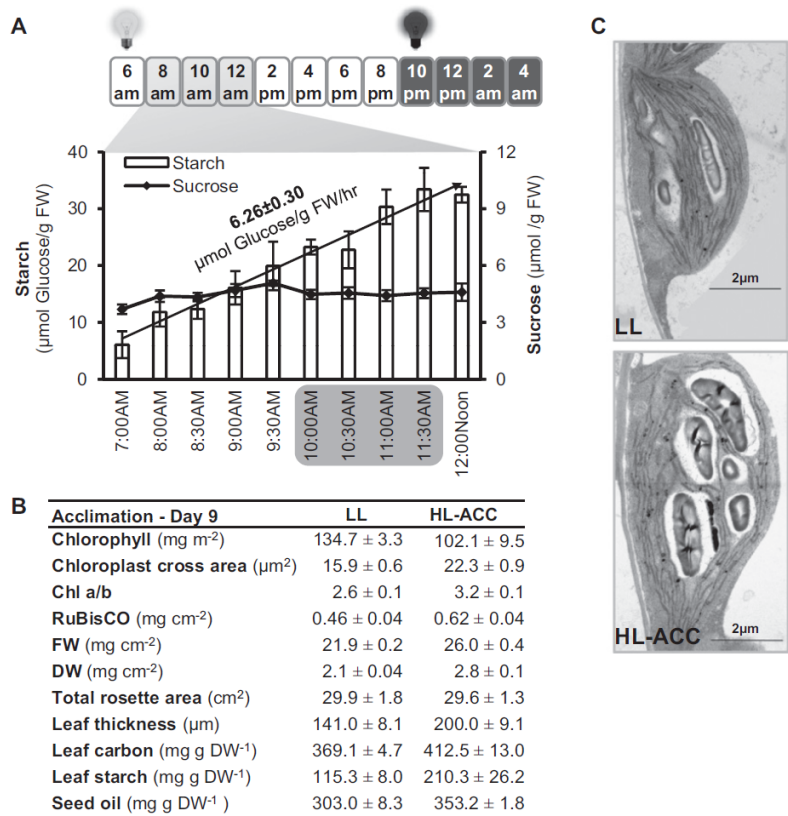 A
C
6 am
8 am
10 am
12 am
2 pm
4 pm
6 pm
8 pm
10 pm
12 pm
2 am
4 am
40
30
20
10
0
Starch
(µmol Glucose/g FW)
Starch
Sucrose
6.26±0.30
µmol Glucose/g FW/hr
12
9
6
3
0
Sucrose (µmol /g FW)
7:00AM
8:00AM
8:30AM
9:00AM
9:30AM
10:00AM
10:30AM
11:00AM
11:30AM
12:00Noon
2µm
LL
2µm
HL-ACC
B
Acclimation - Day 9 LL HL-ACC
Chlorophyll (mg m-2) 134.7 ± 3.3 102.1 ± 9.5
Chloroplast cross area (µm2) 15.9 ± 0.6 22.3 ± 0.9
Chl a/b 2.6 ± 0.1 3.2 ± 0.1
RuBisCO (mg cm-2) 0.46 ± 0.04 0.62 ± 0.04
FW (mg cm-2) 21.9 ± 0.2 26.0 ± 0.4
DW (mg cm-2) 2.1 ± 0.04 2.8 ± 0.1
Total rosette area (cm2) 29.9 ± 1.8 29.6 ± 1.3
Leaf thickness (µm) 141.0 ± 8.1 200.0 ± 9.1
Leaf carbon (mg g DW-1) 369.1 ± 4.7 412.5 ± 13.0
Leaf starch (mg g DW-1) 115.3 ± 8.0 210.3 ± 26.2
Seed oil (mg g DW-1 ) 303.0 ± 8.3 353.2 ± 1.8